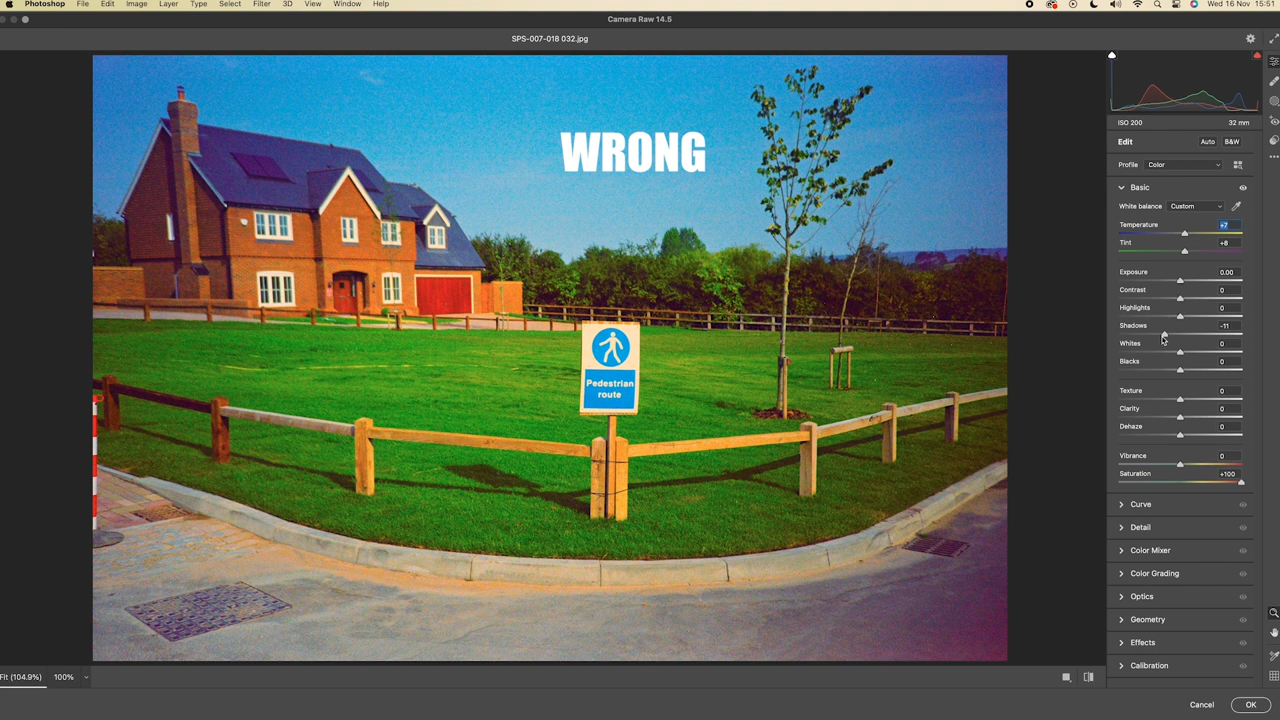 Photoshop File Edit Image Layer Type Select Filter 3D View Window Help Wed 16 Nov 15:51
Camera Raw 14.5
SPS-007-018 032.jpg
WRONG
Pedestrian
route
Fit (104.9%) 100%
ISO 200 32 mm
Edit Auto B&W
Profile Color
Basic
White balance Custom
Temperature +7
Tint +8
Exposure 0.00
Contrast 0
Highlights 0
Shadows -11
Whites 0
Blacks 0
Texture 0
Clarity 0
Dehaze 0
Vibrance 0
Saturation +100
Curve
Detail
Color Mixer
Color Grading
Optics
Geometry
Effects
Calibration
Cancel OK